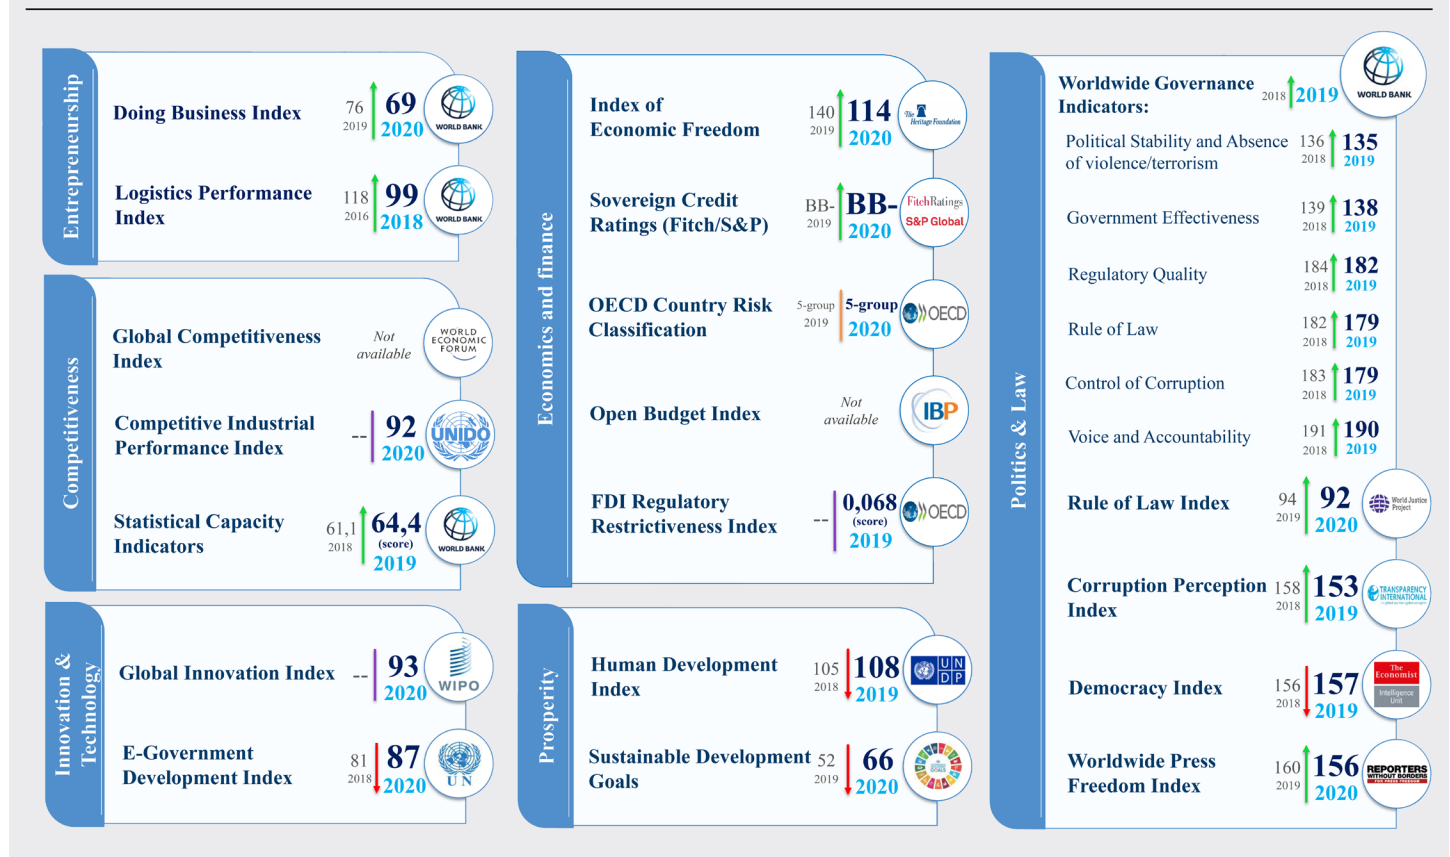 Entrepreneurship
Doing Business Index
76
2019
69
2020
WORLD BANK
Logistics Performance
Index
118
2016
99
2018
WORLD BANK
Competitiveness
Global Competitiveness
Index
Not
available
WORLD
ECONOMIC
FORUM
Competitive Industrial
Performance Index
--
92
2020
UNIDO
Statistical Capacity
Indicators
61,1
2018
64,4
(score)
2019
WORLD BANK
Innovation &
Technology
Global Innovation Index
--
93
2020
WIPO
E-Government
Development Index
81
2018
87
2020
UN
Economics and finance
Index of
Economic Freedom
140
2019
114
2020
The
Heritage Foundation
Sovereign Credit
Ratings (Fitch/S&P)
BB-
2019
BB-
2020
FitchRatings
S&P Global
OECD Country Risk
Classification
5-group
2019
5-group
2020
OECD
Open Budget Index
Not
available
IBP
FDI Regulatory
Restrictiveness Index
--
0,068
(score)
2019
OECD
Prosperity
Human Development
Index
105
2018
108
2019
U N
D P
Sustainable Development
Goals
52
2019
66
2020
GOALS
Politics & Law
Worldwide Governance
Indicators:
2018
2019
WORLD BANK
Political Stability and Absence
of violence/terrorism
136
2018
135
2019
Government Effectiveness
139
2018
138
2019
Regulatory Quality
184
2018
182
2019
Rule of Law
182
2018
179
2019
Control of Corruption
183
2018
179
2019
Voice and Accountability
191
2018
190
2019
Rule of Law Index
94
2019
92
2020
World Justice
Project
Corruption Perception
Index
158
2018
153
2019
TRANSPARENCY
INTERNATIONAL
Democracy Index
156
2018
157
2019
The
Economist
Intelligence
Unit
Worldwide Press
Freedom Index
160
2019
156
2020
REPORTERS
WITHOUT BORDERS
FOR PRESS FREEDOM